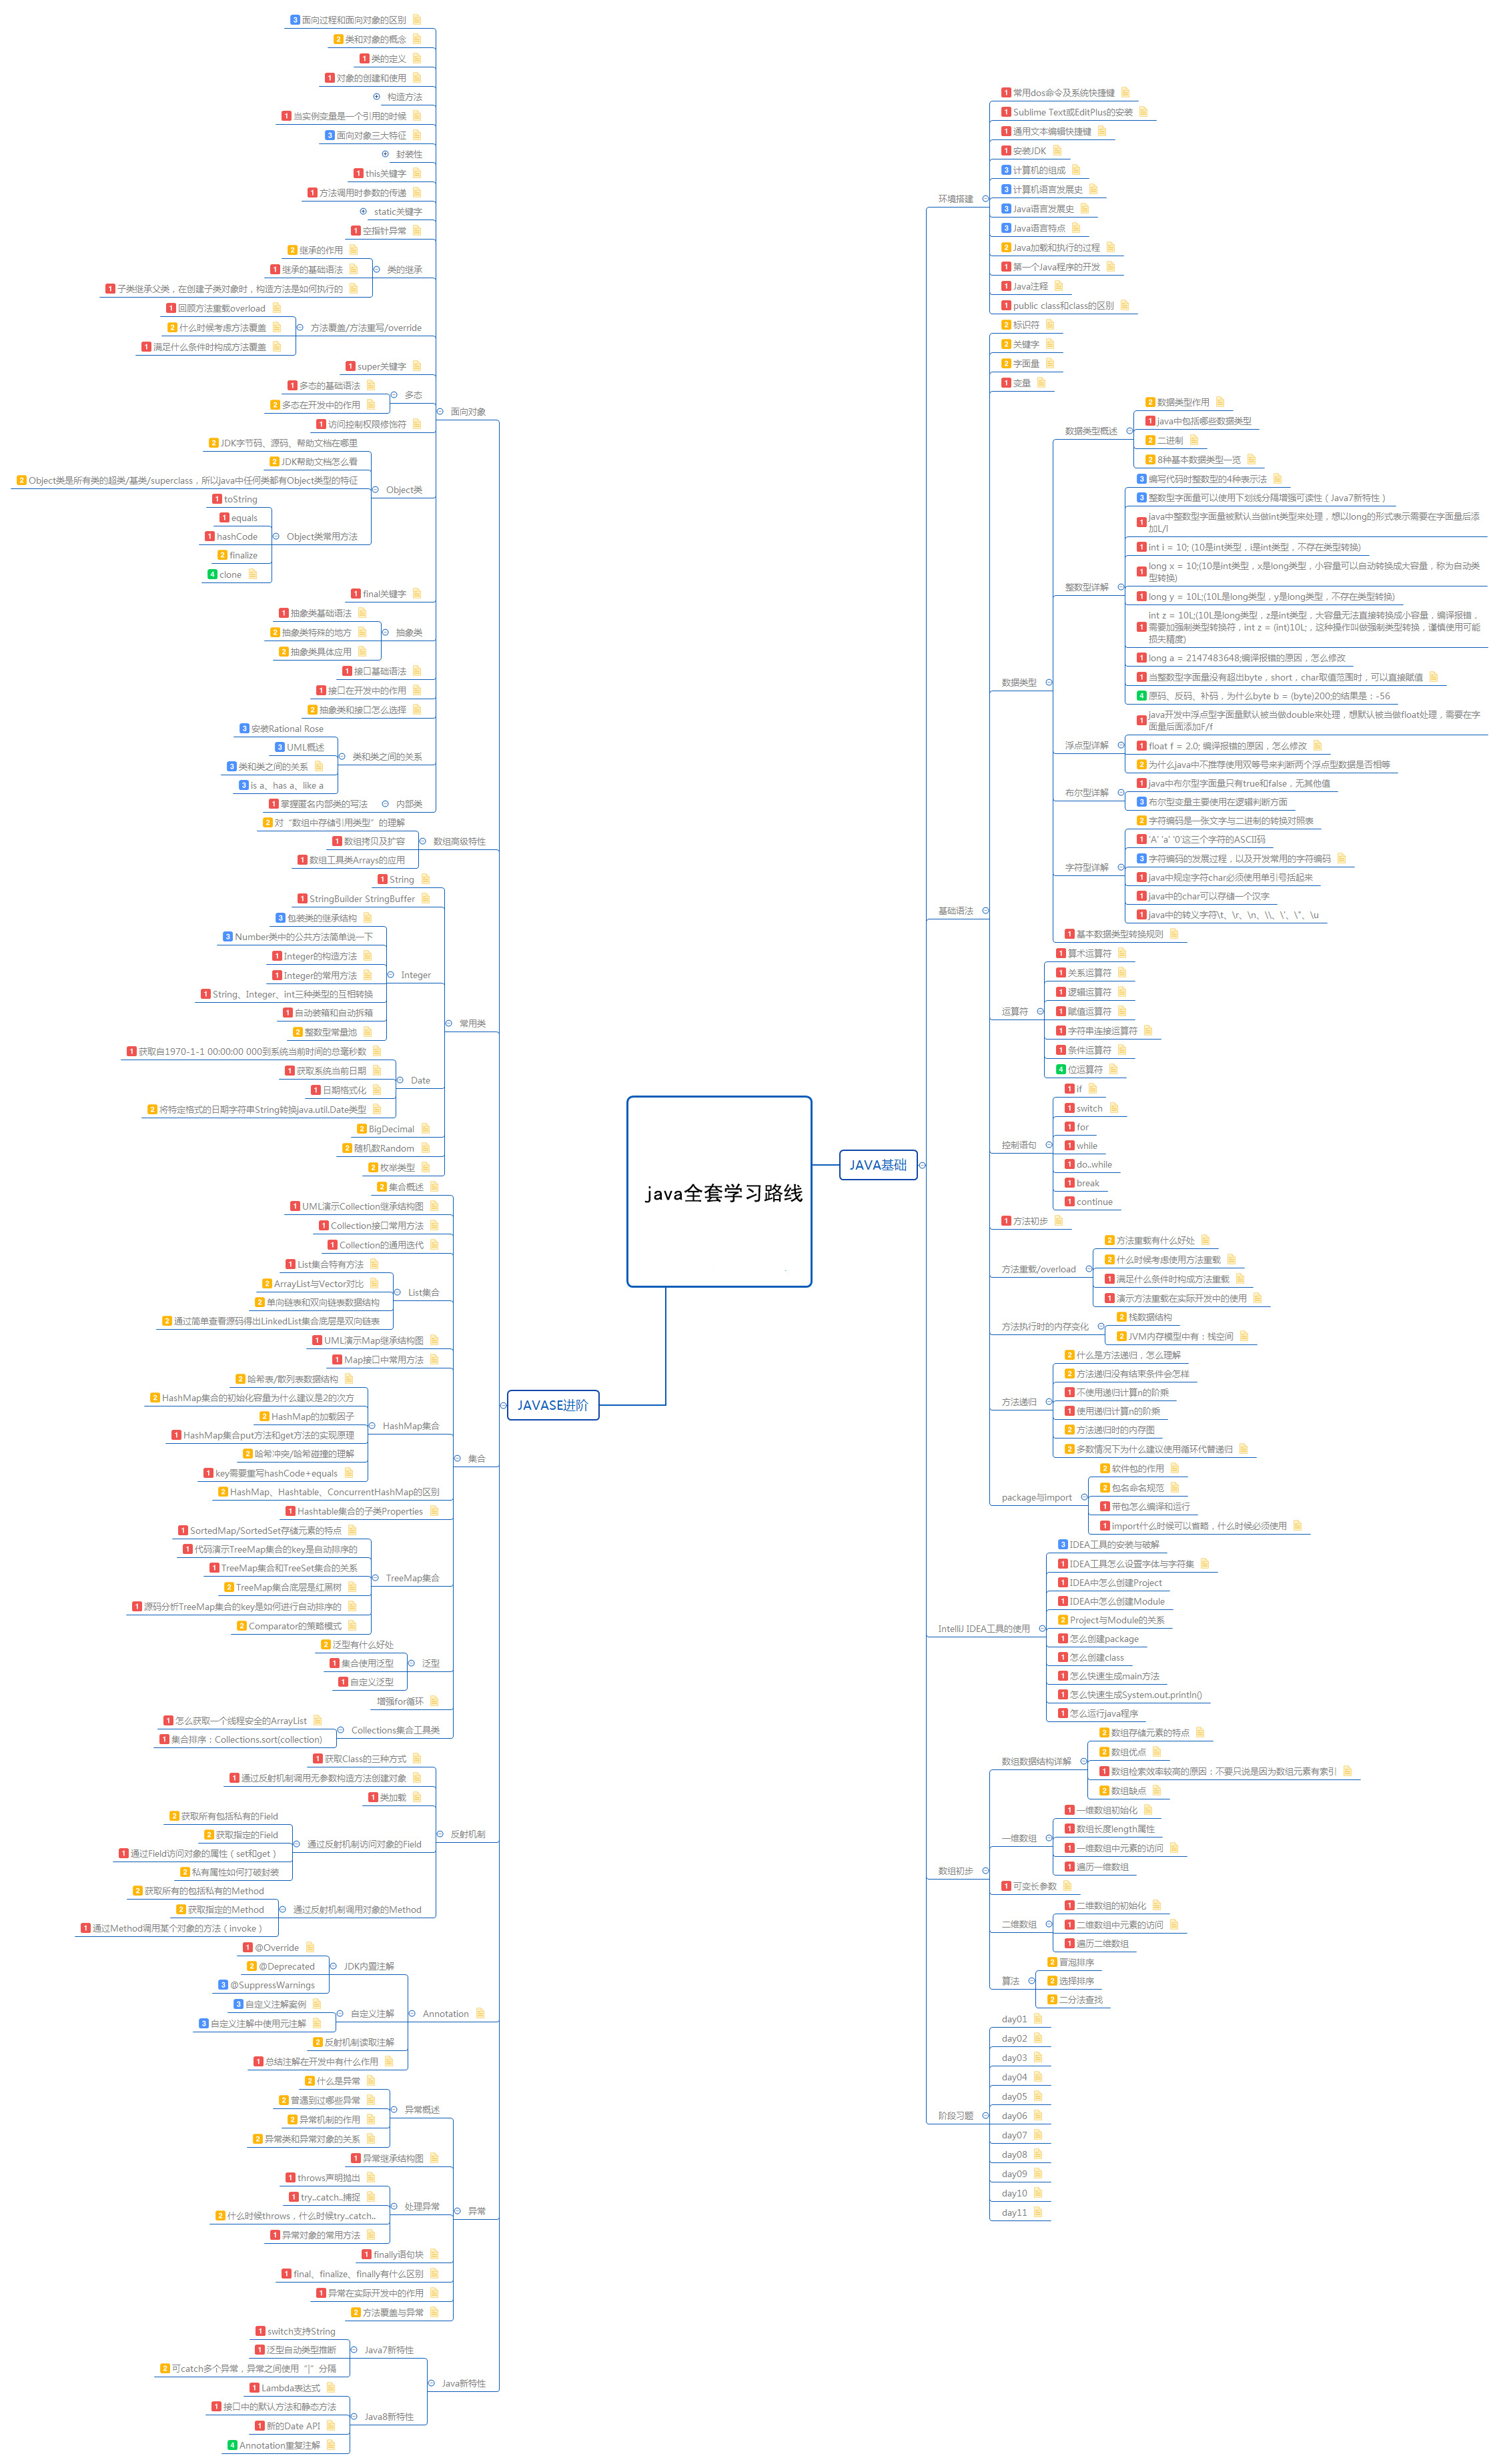 java全套学习路线
JAVA基础
环境搭建
1 常用dos命令及系统快捷键
1 Sublime Text或EditPlus的安装
1 通用文本编辑快捷键
1 安装JDK
3 计算机的组成
3 计算机语言发展史
3 Java语言发展史
3 Java语言特点
2 Java加载和执行的过程
1 第一个Java程序的开发
1 Java注释
1 public class和class的区别
基础语法
2 标识符
2 关键字
2 字面量
1 变量
数据类型
数据类型概述
2 数据类型作用
1 java中包括哪些数据类型
2 二进制
2 8种基本数据类型一览
整数型详解
3 编写代码时整数型的4种表示法
3 整数型字面量可以使用下划线分隔增强可读性（Java7新特性）
1 java中整数型字面量被默认当做int类型来处理，想以long的形式表示需要在字面量后添
加L/l
1 int i = 10; (10是int类型，i是int类型，不存在类型转换)
1 long x = 10;(10是int类型，x是long类型，小容量可以自动转换成大容量，称为自动类
型转换)
1 long y = 10L;(10L是long类型，y是long类型，不存在类型转换)
1 int z = 10L;(10L是long类型，z是int类型，大容量无法直接转换成小容量，编译报错，
需要加强制类型转换符，int z = (int)10L;，这种操作叫做强制类型转换，谨慎使用可能
损失精度)
1 long a = 2147483648;编译报错的原因，怎么修改
1 当整数型字面量没有超出byte，short，char取值范围时，可以直接赋值
4 原码、反码、补码，为什么byte b = (byte)200;的结果是：-56
浮点型详解
1 java开发中浮点型字面量默认被当做double来处理，想默认被当做float处理，需要在字
面量后面添加F/f
1 float f = 2.0; 编译报错的原因，怎么修改
2 为什么java中不推荐使用双等号来判断两个浮点型数据是否相等
布尔型详解
1 java中布尔型字面量只有true和false，无其他值
3 布尔型变量主要使用在逻辑判断方面
字符型详解
2 字符编码是一张文字与二进制的转换对照表
1 'A' 'a' '0'这三个字符的ASCII码
3 字符编码的发展过程，以及开发常用的字符编码
1 java中规定字符char必须使用单引号括起来
1 java中的char可以存储一个汉字
1 java中的转义字符\t、\r、\n、\\、\'、\"、\u
1 基本数据类型转换规则
运算符
1 算术运算符
1 关系运算符
1 逻辑运算符
1 赋值运算符
1 字符串连接运算符
1 条件运算符
4 位运算符
控制语句
1 if
1 switch
1 for
1 while
1 do..while
1 break
1 continue
1 方法初步
方法重载/overload
2 方法重载有什么好处
2 什么时候考虑使用方法重载
1 满足什么条件时构成方法重载
1 演示方法重载在实际开发中的使用
方法执行时的内存变化
2 栈数据结构
2 JVM内存模型中有：栈空间
方法递归
2 什么是方法递归，怎么理解
2 方法递归没有结束条件会怎样
1 不使用递归计算n的阶乘
1 使用递归计算n的阶乘
2 方法递归时的内存图
2 多数情况下为什么建议使用循环代替递归
package与import
2 软件包的作用
2 包名命名规范
1 带包怎么编译和运行
1 import什么时候可以省略，什么时候必须使用
IntelliJ IDEA工具的使用
3 IDEA工具的安装与破解
1 IDEA工具怎么设置字体与字符集
1 IDEA中怎么创建Project
1 IDEA中怎么创建Module
2 Project与Module的关系
1 怎么创建package
1 怎么创建class
1 怎么快速生成main方法
1 怎么快速生成System.out.println()
1 怎么运行java程序
数组初步
数组数据结构详解
2 数组存储元素的特点
2 数组优点
1 数组检索效率较高的原因：不要只说是因为数组元素有索引
2 数组缺点
一维数组
1 一维数组初始化
1 数组长度length属性
1 一维数组中元素的访问
1 遍历一维数组
1 可变长参数
二维数组
1 二维数组的初始化
1 二维数组中元素的访问
1 遍历二维数组
算法
2 冒泡排序
2 选择排序
2 二分法查找
阶段习题
day01
day02
day03
day04
day05
day06
day07
day08
day09
day10
day11
JAVASE进阶
面向对象
3 面向过程和面向对象的区别
2 类和对象的概念
1 类的定义
1 对象的创建和使用
构造方法
1 当实例变量是一个引用的时候
3 面向对象三大特征
封装性
1 this关键字
1 方法调用时参数的传递
static关键字
1 空指针异常
类的继承
2 继承的作用
1 继承的基础语法
1 子类继承父类，在创建子类对象时，构造方法是如何执行的
方法覆盖/方法重写/override
1 回顾方法重载overload
2 什么时候考虑方法覆盖
1 满足什么条件时构成方法覆盖
1 super关键字
多态
1 多态的基础语法
2 多态在开发中的作用
1 访问控制权限修饰符
Object类
2 JDK字节码、源码、帮助文档在哪里
2 JDK帮助文档怎么看
2 Object类是所有类的超类/基类/superclass，所以java中任何类都有Object类型的特征
Object类常用方法
1 toString
1 equals
1 hashCode
2 finalize
4 clone
1 final关键字
抽象类
1 抽象类基础语法
2 抽象类特殊的地方
2 抽象类具体应用
1 接口基础语法
1 接口在开发中的作用
2 抽象类和接口怎么选择
类和类之间的关系
3 安装Rational Rose
3 UML概述
3 类和类之间的关系
3 is a、has a、like a
内部类
1 掌握匿名内部类的写法
数组高级特性
2 对“数组中存储引用类型”的理解
1 数组拷贝及扩容
1 数组工具类Arrays的应用
常用类
1 String
1 StringBuilder StringBuffer
Integer
3 包装类的继承结构
3 Number类中的公共方法简单说一下
1 Integer的构造方法
1 Integer的常用方法
1 String、Integer、int三种类型的互相转换
1 自动装箱和自动拆箱
2 整数型常量池
Date
1 获取自1970-1-1 00:00:00 000到系统当前时间的总毫秒数
1 获取系统当前日期
1 日期格式化
2 将特定格式的日期字符串String转换java.util.Date类型
2 BigDecimal
2 随机数Random
2 枚举类型
集合
2 集合概述
1 UML演示Collection继承结构图
1 Collection接口常用方法
1 Collection的通用迭代
List集合
1 List集合特有方法
2 ArrayList与Vector对比
2 单向链表和双向链表数据结构
2 通过简单查看源码得出LinkedList集合底层是双向链表
1 UML演示Map继承结构图
1 Map接口中常用方法
HashMap集合
2 哈希表/散列表数据结构
2 HashMap集合的初始化容量为什么建议是2的次方
2 HashMap的加载因子
1 HashMap集合put方法和get方法的实现原理
2 哈希冲突/哈希碰撞的理解
1 key需要重写hashCode+equals
2 HashMap、Hashtable、ConcurrentHashMap的区别
1 Hashtable集合的子类Properties
TreeMap集合
1 SortedMap/SortedSet存储元素的特点
1 代码演示TreeMap集合的key是自动排序的
1 TreeMap集合和TreeSet集合的关系
2 TreeMap集合底层是红黑树
1 源码分析TreeMap集合的key是如何进行自动排序的
2 Comparator的策略模式
泛型
2 泛型有什么好处
1 集合使用泛型
1 自定义泛型
增强for循环
Collections集合工具类
1 怎么获取一个线程安全的ArrayList
1 集合排序：Collections.sort(collection)
反射机制
1 获取Class的三种方式
1 通过反射机制调用无参数构造方法创建对象
1 类加载
通过反射机制访问对象的Field
2 获取所有包括私有的Field
2 获取指定的Field
1 通过Field访问对象的属性（set和get）
2 私有属性如何打破封装
通过反射机制调用对象的Method
2 获取所有的包括私有的Method
2 获取指定的Method
1 通过Method调用某个对象的方法（invoke）
Annotation
JDK内置注解
1 @Override
2 @Deprecated
3 @SuppressWarnings
自定义注解
3 自定义注解案例
3 自定义注解中使用元注解
2 反射机制读取注解
1 总结注解在开发中有什么作用
异常
异常概述
2 什么是异常
2 曾遇到过哪些异常
2 异常机制的作用
2 异常类和异常对象的关系
1 异常继承结构图
处理异常
1 throws声明抛出
1 try..catch..捕捉
2 什么时候throws，什么时候try..catch..
1 异常对象的常用方法
1 finally语句块
1 final、finalize、finally有什么区别
1 异常在实际开发中的作用
2 方法覆盖与异常
Java新特性
Java7新特性
1 switch支持String
1 泛型自动类型推断
2 可catch多个异常，异常之间使用“|”分隔
Java8新特性
1 Lambda表达式
1 接口中的默认方法和静态方法
1 新的Date API
4 Annotation重复注解